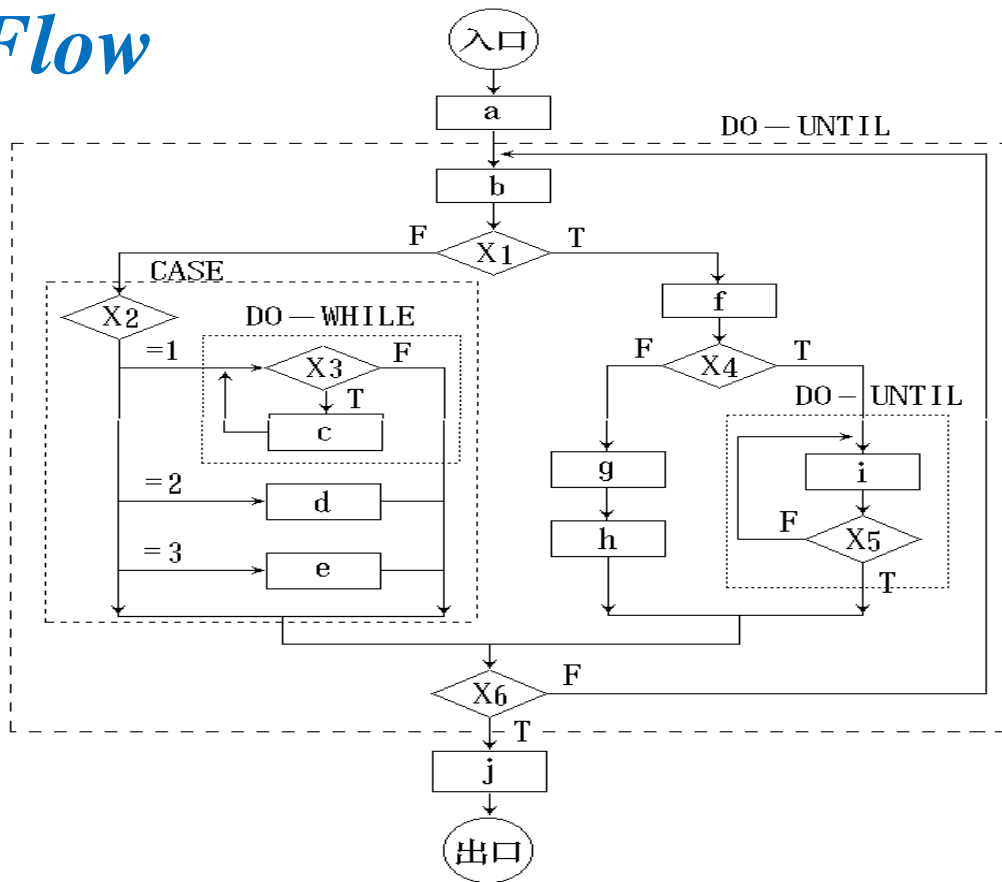 Flow
入口
a
DO－UNTIL
b
F
X1
T
CASE
f
X2
DO－WHILE
=1
X3
F
F
X4
T
T
DO－UNTIL
c
g
i
=2
d
F
X5
h
=3
e
T
X6
F
T
j
出口